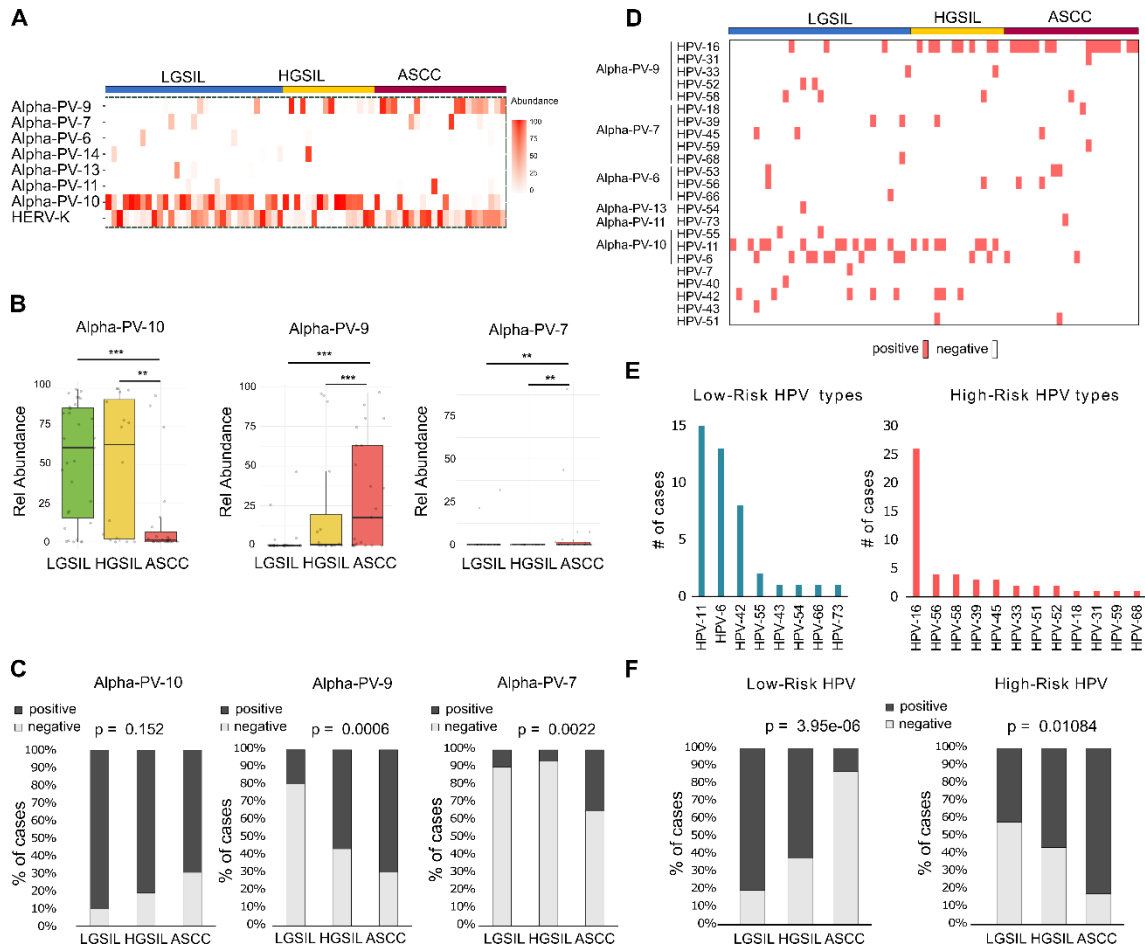 A
LGSIL HGSIL ASCC
Alpha-PV-9
Alpha-PV-7
Alpha-PV-6
Alpha-PV-14
Alpha-PV-13
Alpha-PV-11
Alpha-PV-10
HERV-K
Abundance
100
75
50
25
0
B
Alpha-PV-10
Rel Abundance
100
75
50
25
0
***
**
LGSIL HGSIL ASCC
Alpha-PV-9
Rel Abundance
100
75
50
25
0
***
***
LGSIL HGSIL ASCC
Alpha-PV-7
Rel Abundance
75
50
25
0
**
**
LGSIL HGSIL ASCC
C
Alpha-PV-10
positive
negative
p = 0.152
% of cases
100%
90%
80%
70%
60%
50%
40%
30%
20%
10%
0%
LGSIL HGSIL ASCC
Alpha-PV-9
positive
negative
p = 0.0006
% of cases
100%
90%
80%
70%
60%
50%
40%
30%
20%
10%
0%
LGSIL HGSIL ASCC
Alpha-PV-7
positive
negative
p = 0.0022
% of cases
100%
90%
80%
70%
60%
50%
40%
30%
20%
10%
0%
LGSIL HGSIL ASCC
D
LGSIL HGSIL ASCC
Alpha-PV-9
Alpha-PV-7
Alpha-PV-6
Alpha-PV-13
Alpha-PV-11
Alpha-PV-10
HPV-16
HPV-31
HPV-33
HPV-52
HPV-58
HPV-18
HPV-39
HPV-45
HPV-59
HPV-68
HPV-53
HPV-56
HPV-66
HPV-54
HPV-73
HPV-55
HPV-11
HPV-6
HPV-7
HPV-40
HPV-42
HPV-43
HPV-51
positive negative
E
Low-Risk HPV types
# of cases
15
10
5
0
HPV-11
HPV-6
HPV-42
HPV-55
HPV-43
HPV-54
HPV-66
HPV-73
High-Risk HPV types
# of cases
30
25
20
15
10
5
0
HPV-16
HPV-56
HPV-58
HPV-39
HPV-45
HPV-33
HPV-51
HPV-52
HPV-18
HPV-31
HPV-59
HPV-68
F
Low-Risk HPV
p = 3.95e-06
% of cases
100%
90%
80%
70%
60%
50%
40%
30%
20%
10%
0%
LGSIL HGSIL ASCC
High-Risk HPV
positive
negative
p = 0.01084
% of cases
100%
90%
80%
70%
60%
50%
40%
30%
20%
10%
0%
LGSIL HGSIL ASCC